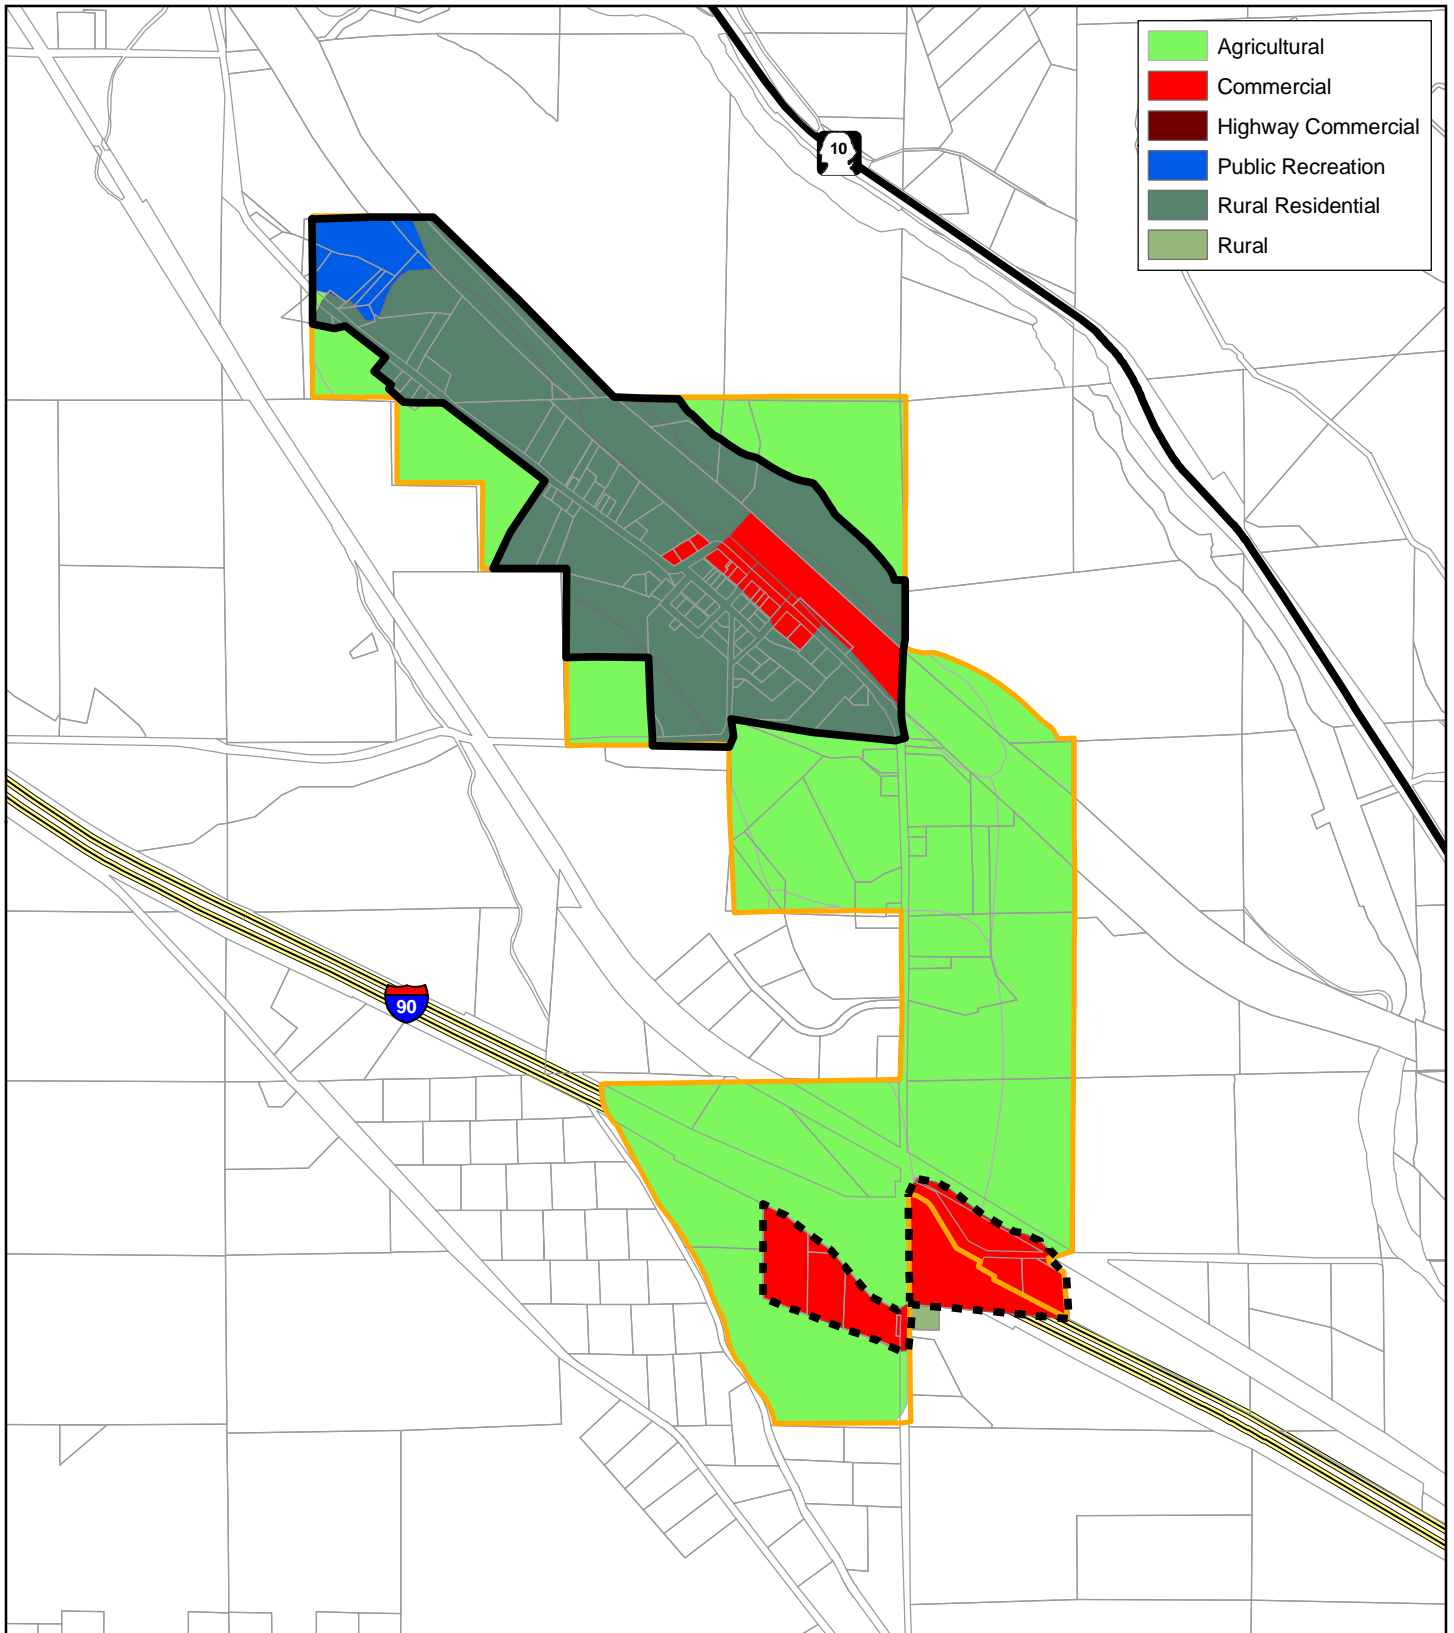 Agricultural
Commercial
Highway Commercial
10
Public Recreation
Rural Residential
Rural
90